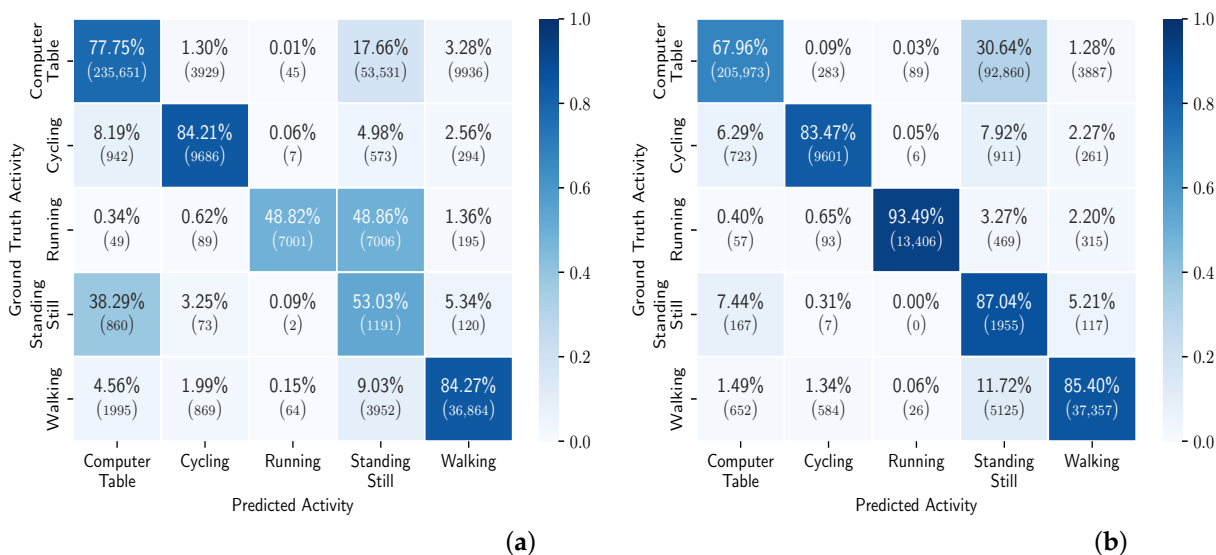 Ground Truth Activity
Computer Table
77.75% 1.30% 0.01% 17.66% 3.28%
(235,651) (3929) (45) (53,531) (9936)
Cycling
8.19% 84.21% 0.06% 4.98% 2.56%
(942) (9686) (7) (573) (294)
Running
0.34% 0.62% 48.82% 48.86% 1.36%
(49) (89) (7001) (7006) (195)
Standing Still
38.29% 3.25% 0.09% 53.03% 5.34%
(860) (73) (2) (1191) (120)
Walking
4.56% 1.99% 0.15% 9.03% 84.27%
(1995) (869) (64) (3952) (36,864)
Computer Cycling Running Standing Walking
Table Still
Predicted Activity
1.0
0.8
0.6
0.4
0.2
0.0
(a)
Ground Truth Activity
Computer Table
67.96% 0.09% 0.03% 30.64% 1.28%
(205,973) (283) (89) (92,860) (3887)
Cycling
6.29% 83.47% 0.05% 7.92% 2.27%
(723) (9601) (6) (911) (261)
Running
0.40% 0.65% 93.49% 3.27% 2.20%
(57) (93) (13,406) (469) (315)
Standing Still
7.44% 0.31% 0.00% 87.04% 5.21%
(167) (7) (0) (1955) (117)
Walking
1.49% 1.34% 0.06% 11.72% 85.40%
(652) (584) (26) (5125) (37,357)
Computer Cycling Running Standing Walking
Table Still
Predicted Activity
1.0
0.8
0.6
0.4
0.2
0.0
(b)